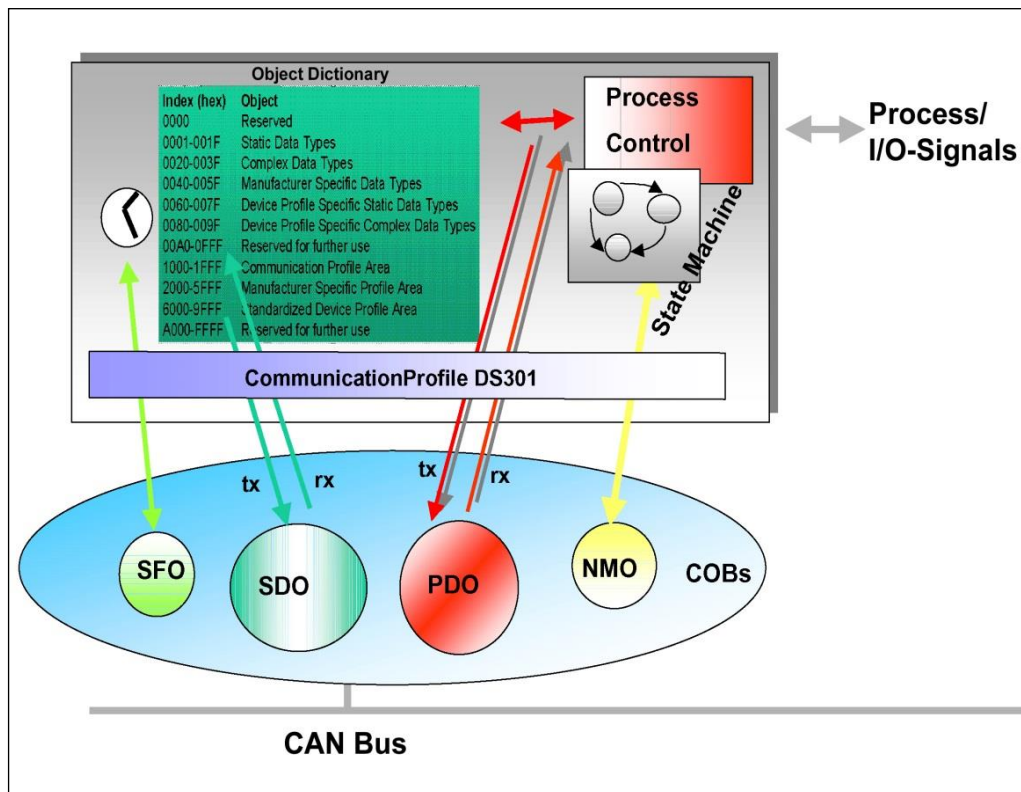 Object Dictionary
Index (hex) Object
0000 Reserved
0001-001F Static Data Types
0020-003F Complex Data Types
0040-005F Manufacturer Specific Data Types
0060-007F Device Profile Specific Static Data Types
0080-009F Device Profile Specific Complex Data Types
00A0-0FFF Reserved for further use
1000-1FFF Communication Profile Area
2000-5FFF Manufacturer Specific Profile Area
6000-9FFF Standardized Device Profile Area
A000-FFFF Reserved for further use
Process
Control
State Machine
Process/
I/O-Signals
CommunicationProfile DS301
tx
rx
tx
rx
SFO
SDO
PDO
NMO
COBs
CAN Bus